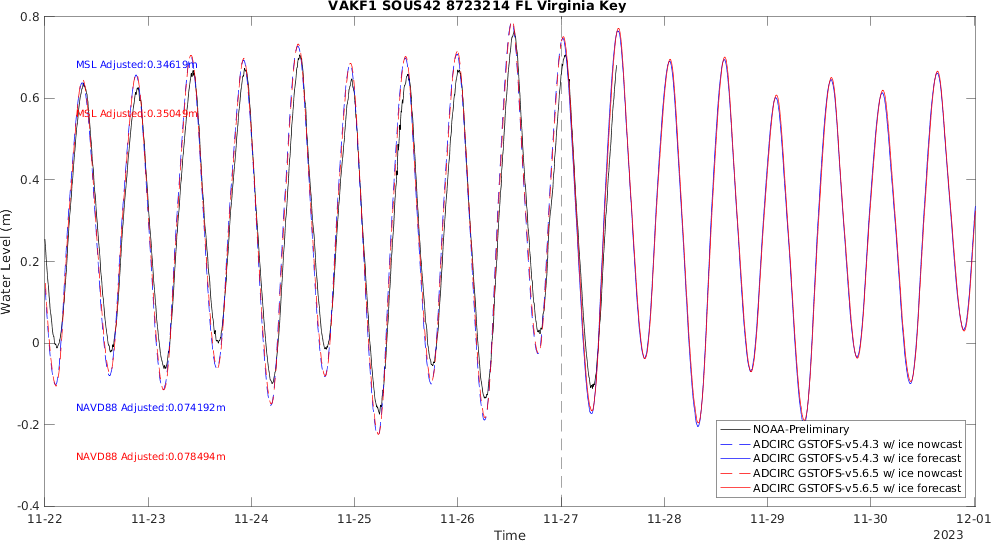 VAKF1 SOUS42 8723214 FL Virginia Key
0.8
0.6
0.4
0.2
0
-0.2
-0.4
Water Level (m)
MSL Adjusted:0.34619m
MSL Adjusted:0.35049m
NAVD88 Adjusted:0.074192m
NAVD88 Adjusted:0.078494m
NOAA-Preliminary
ADCIRC GSTOFS-v5.4.3 w/ ice nowcast
ADCIRC GSTOFS-v5.4.3 w/ ice forecast
ADCIRC GSTOFS-v5.6.5 w/ ice nowcast
ADCIRC GSTOFS-v5.6.5 w/ ice forecast
11-22 11-23 11-24 11-25 11-26 11-27 11-28 11-29 11-30 12-01
Time
2023